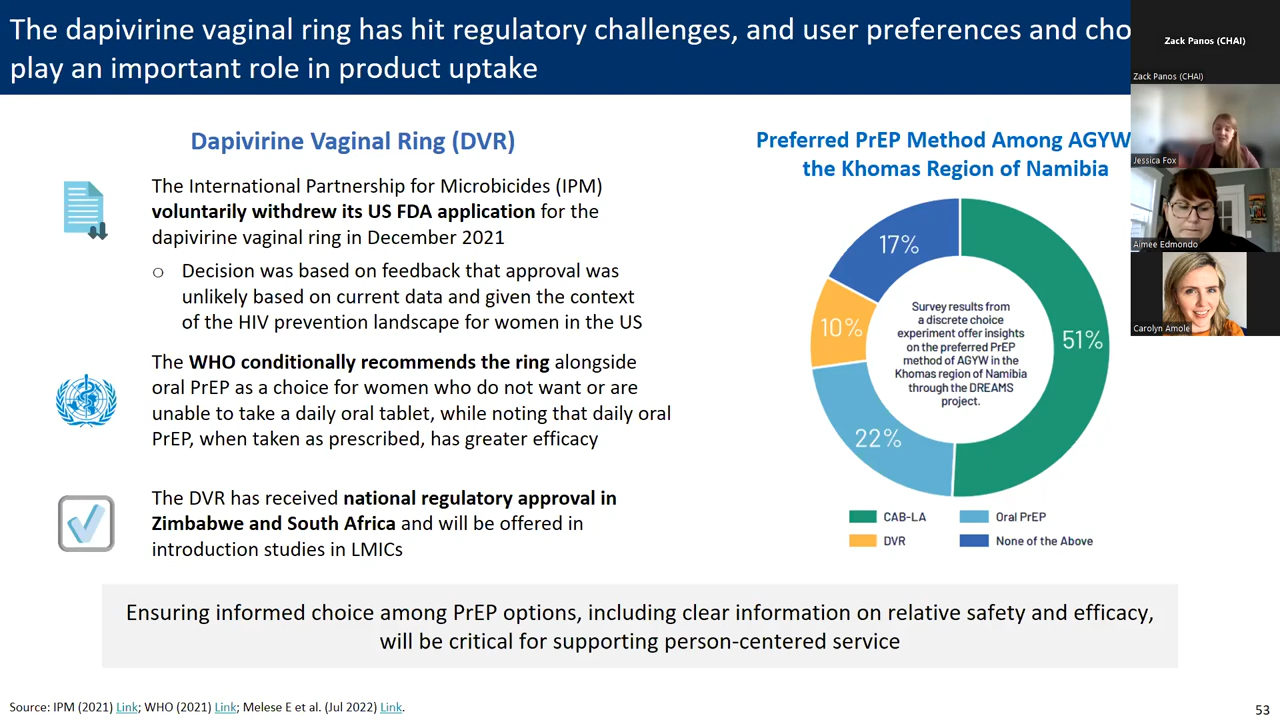 The dapivirine vaginal ring has hit regulatory challenges, and user preferences and cho
play an important role in product uptake
Zack Panos (CHAI)
Zack Panos (CHAI)
Jessica Fox
Aimee Edmondo
Carolyn Amole
Dapivirine Vaginal Ring (DVR)
The International Partnership for Microbicides (IPM)
voluntarily withdrew its US FDA application for the
dapivirine vaginal ring in December 2021
○ Decision was based on feedback that approval was
unlikely based on current data and given the context
of the HIV prevention landscape for women in the US
The WHO conditionally recommends the ring alongside
oral PrEP as a choice for women who do not want or are
unable to take a daily oral tablet, while noting that daily oral
PrEP, when taken as prescribed, has greater efficacy
The DVR has received national regulatory approval in
Zimbabwe and South Africa and will be offered in
introduction studies in LMICs
Preferred PrEP Method Among AGYW
the Khomas Region of Namibia
17%
10%
22%
51%
Survey results from
a discrete choice
experiment offer insights
on the preferred PrEP
method of AGYW in the
Khomas region of Namibia
through the DREAMS
project.
CAB-LA
Oral PrEP
DVR
None of the Above
Ensuring informed choice among PrEP options, including clear information on relative safety and efficacy,
will be critical for supporting person-centered service
Source: IPM (2021) Link; WHO (2021) Link; Melese E et al. (Jul 2022) Link.
53